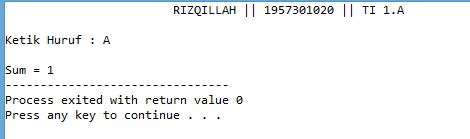 RIZQILLAH || 1957301020 || TI 1.A
Ketik Huruf : A
Sum = 1
--------------------------------
Process exited with return value 0
Press any key to continue . . .